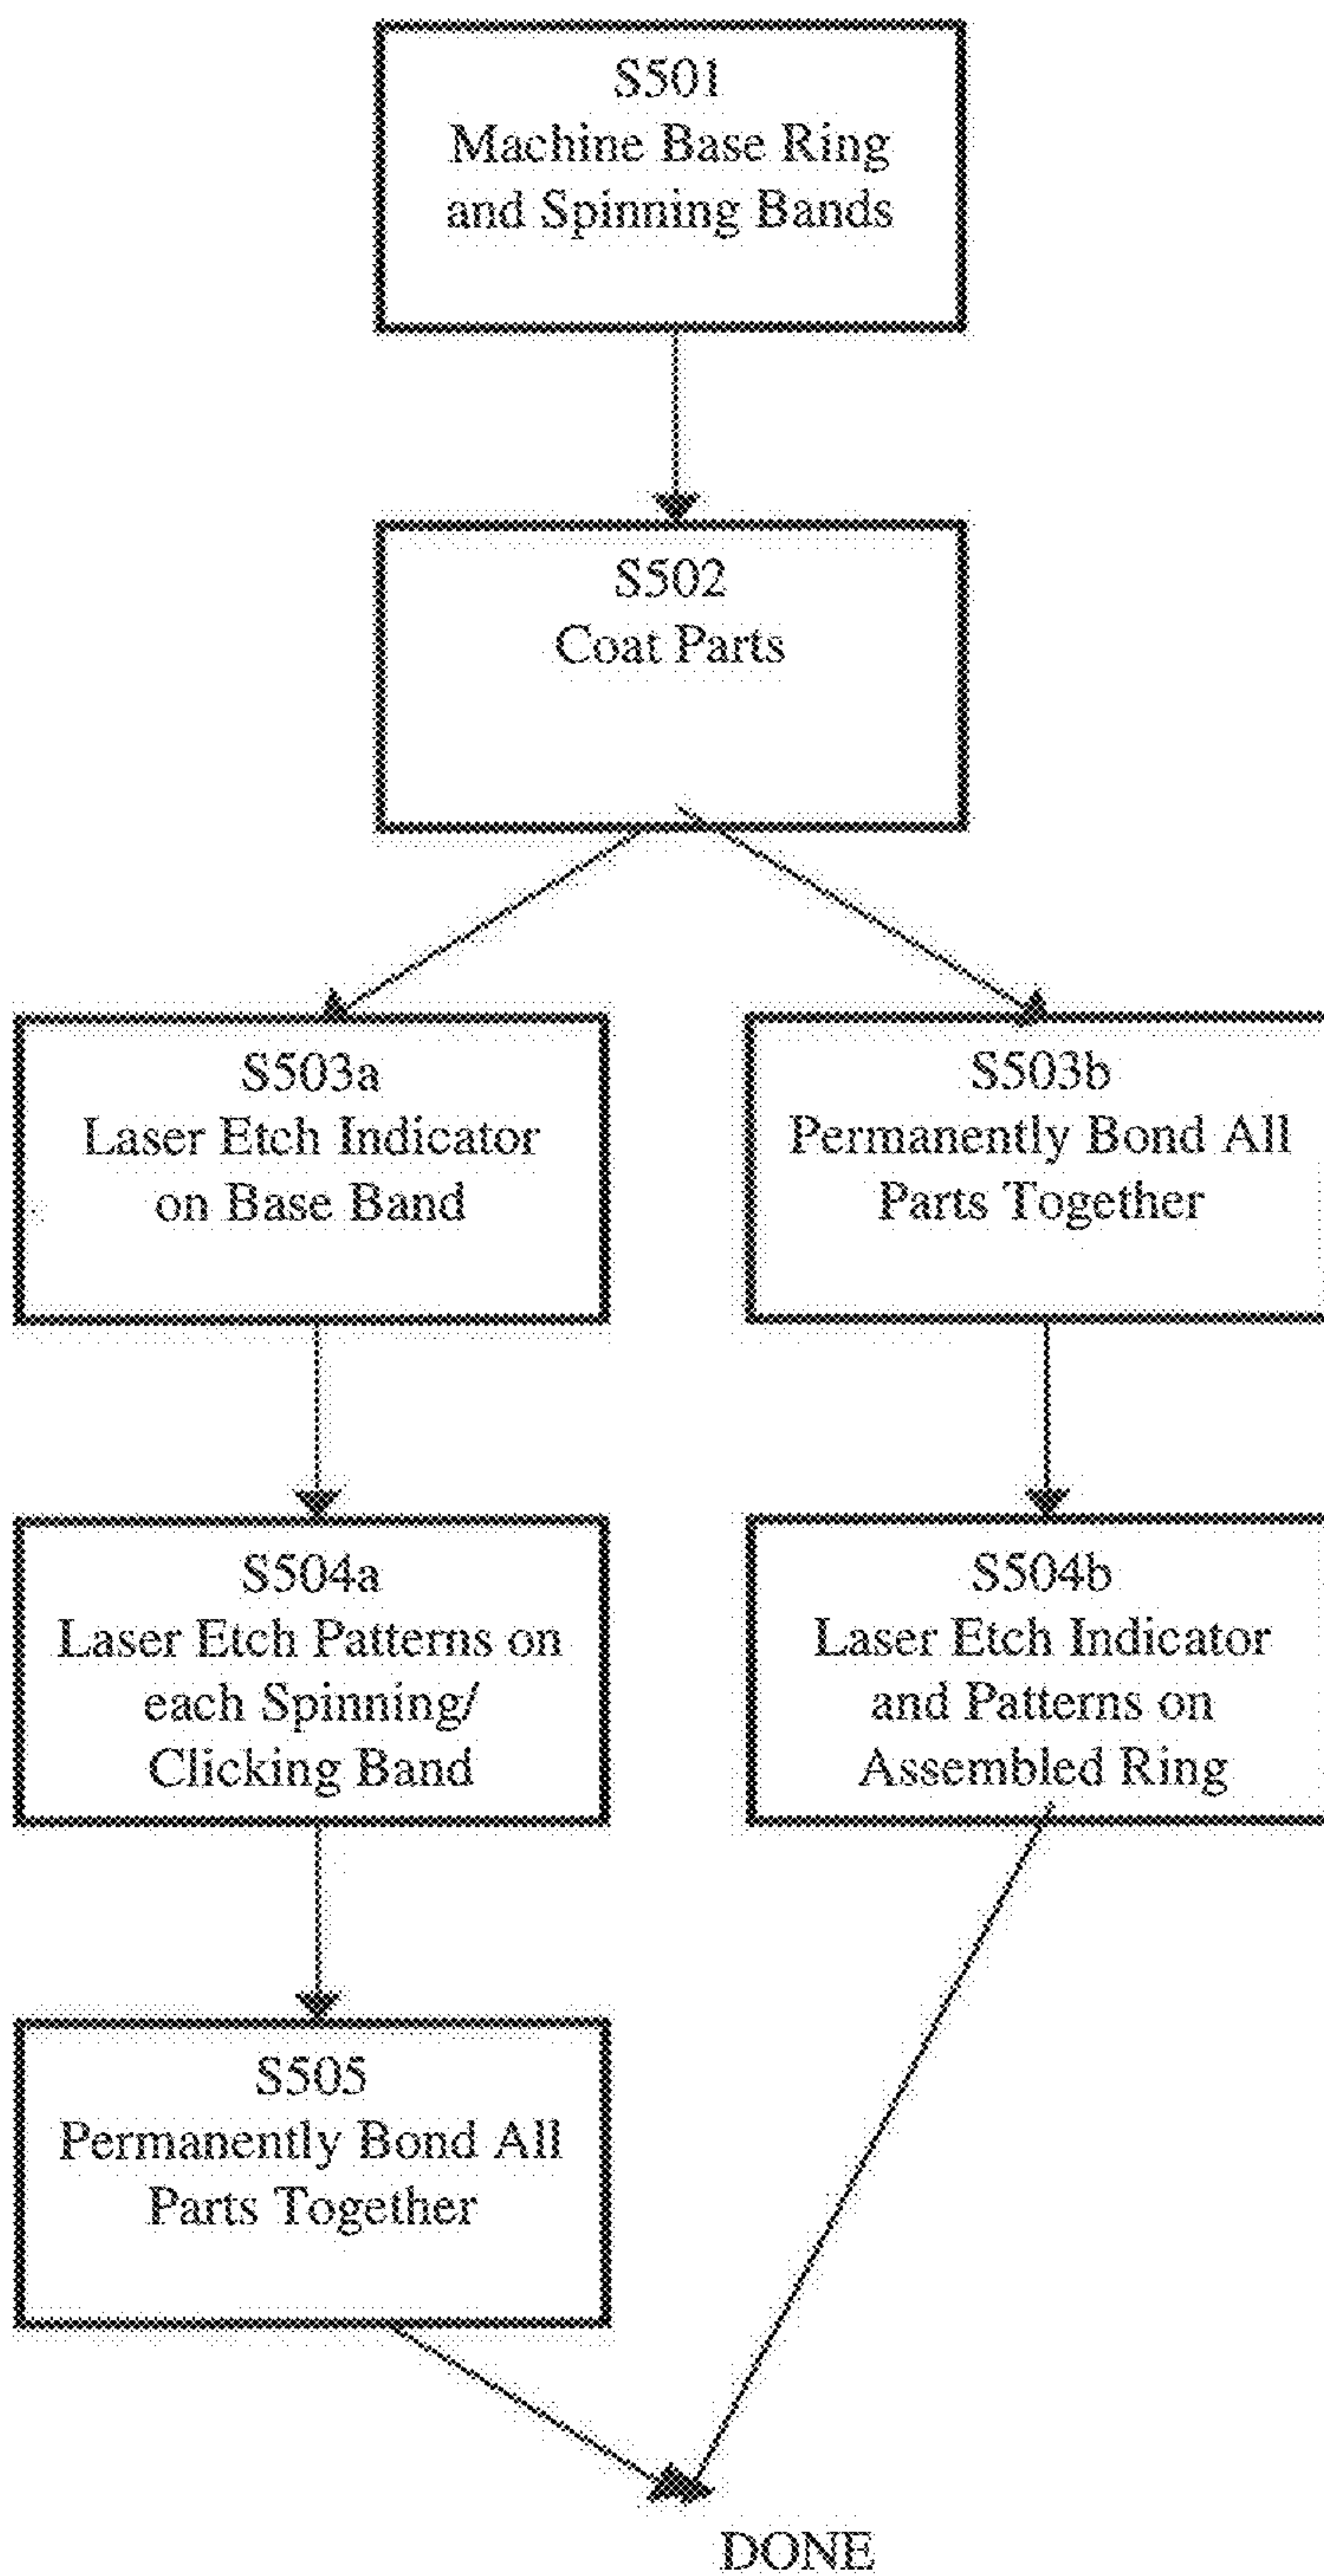 S501
Machine Base Ring
and Spinning Bands
S502
Coat Parts
S503a
Laser Etch Indicator
on Base Band
S503b
Permanently Bond All
Parts Together
S504a
Laser Etch Patterns on
each Spinning/
Clicking Band
S504b
Laser Etch Indicator
and Patterns on
Assembled Ring
S505
Permanently Bond All
Parts Together
DONE